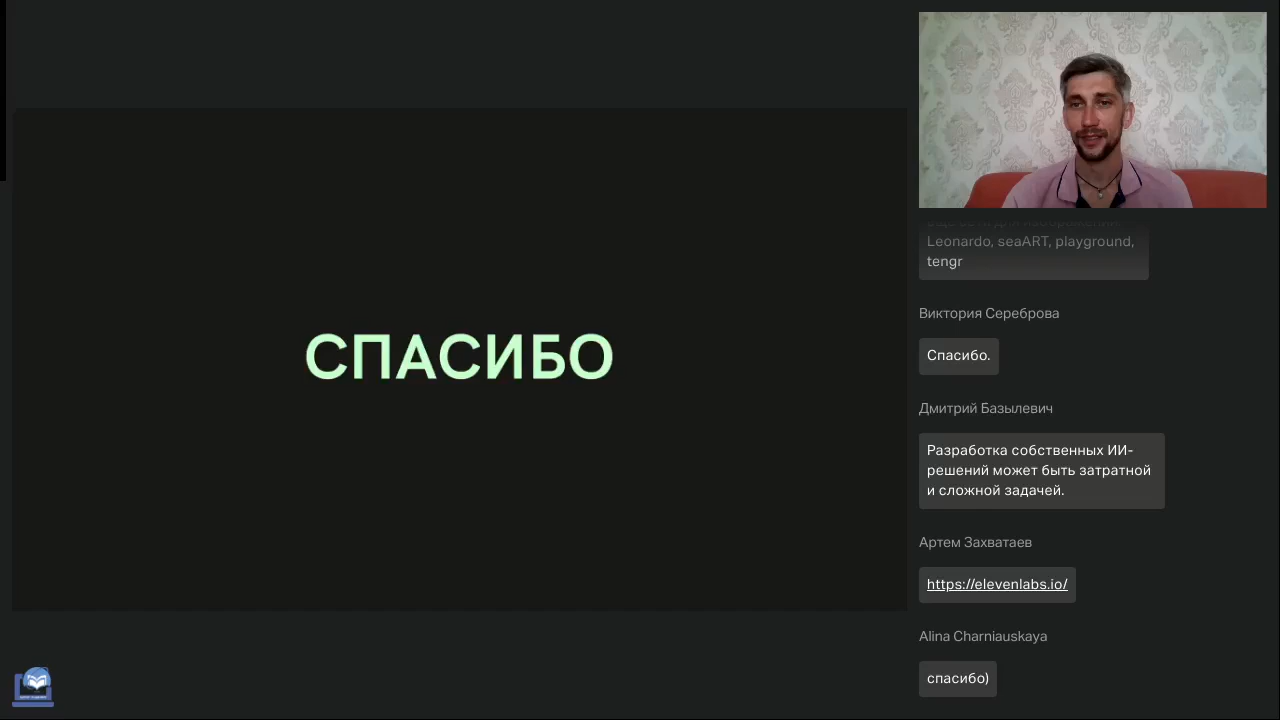 СПАСИБО
Leonardo, seaART, playground,
tengr
Виктория Сереброва
Спасибо.
Дмитрий Базылевич
Разработка собственных ИИ-
решений может быть затратной
и сложной задачей.
Артем Захватаев
https://elevenlabs.io/
Alina Charniauskaya
спасибо)